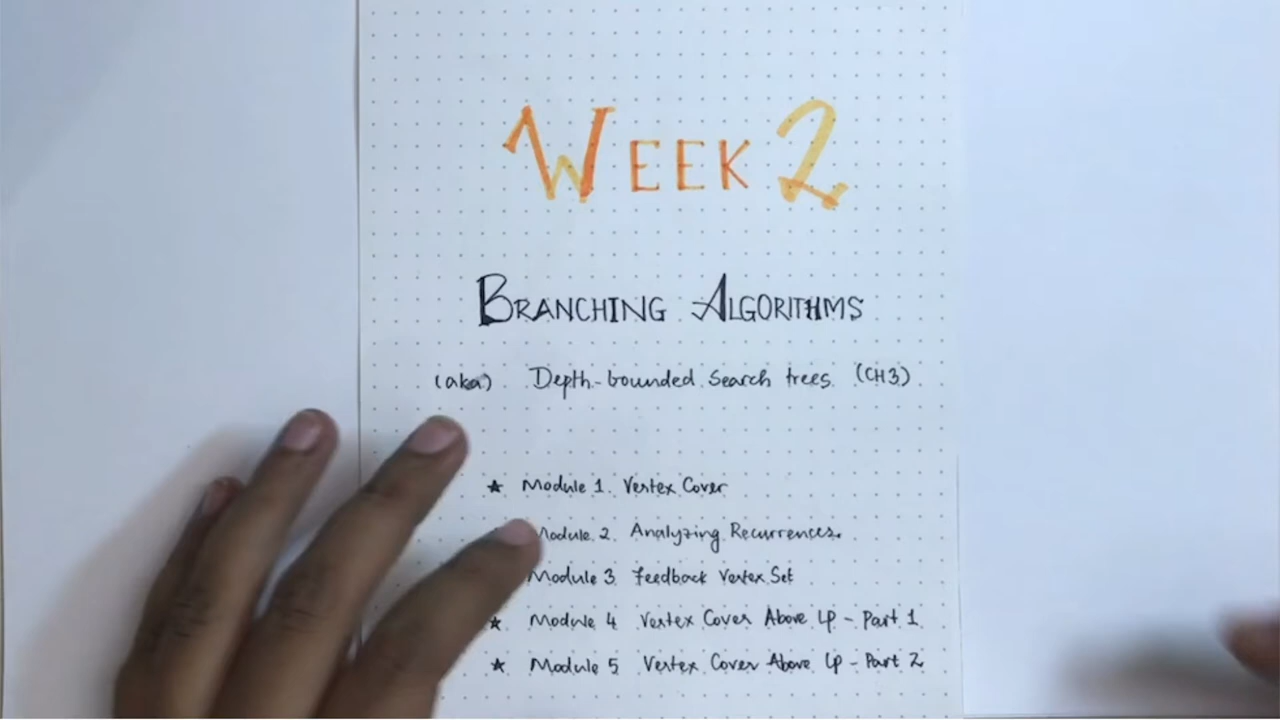 WEEK 2
BRANCHING ALGORITHMS
(aka) Depth-bounded search trees (CH3)
★ Module 1. Vertex Cover
Module 2. Analyzing Recurrences.
Module 3 Feedback Vertex Set
★ Module 4 Vertex Cover Above LP - Part 1
★ Module 5 Vertex Cover Above LP - Part 2